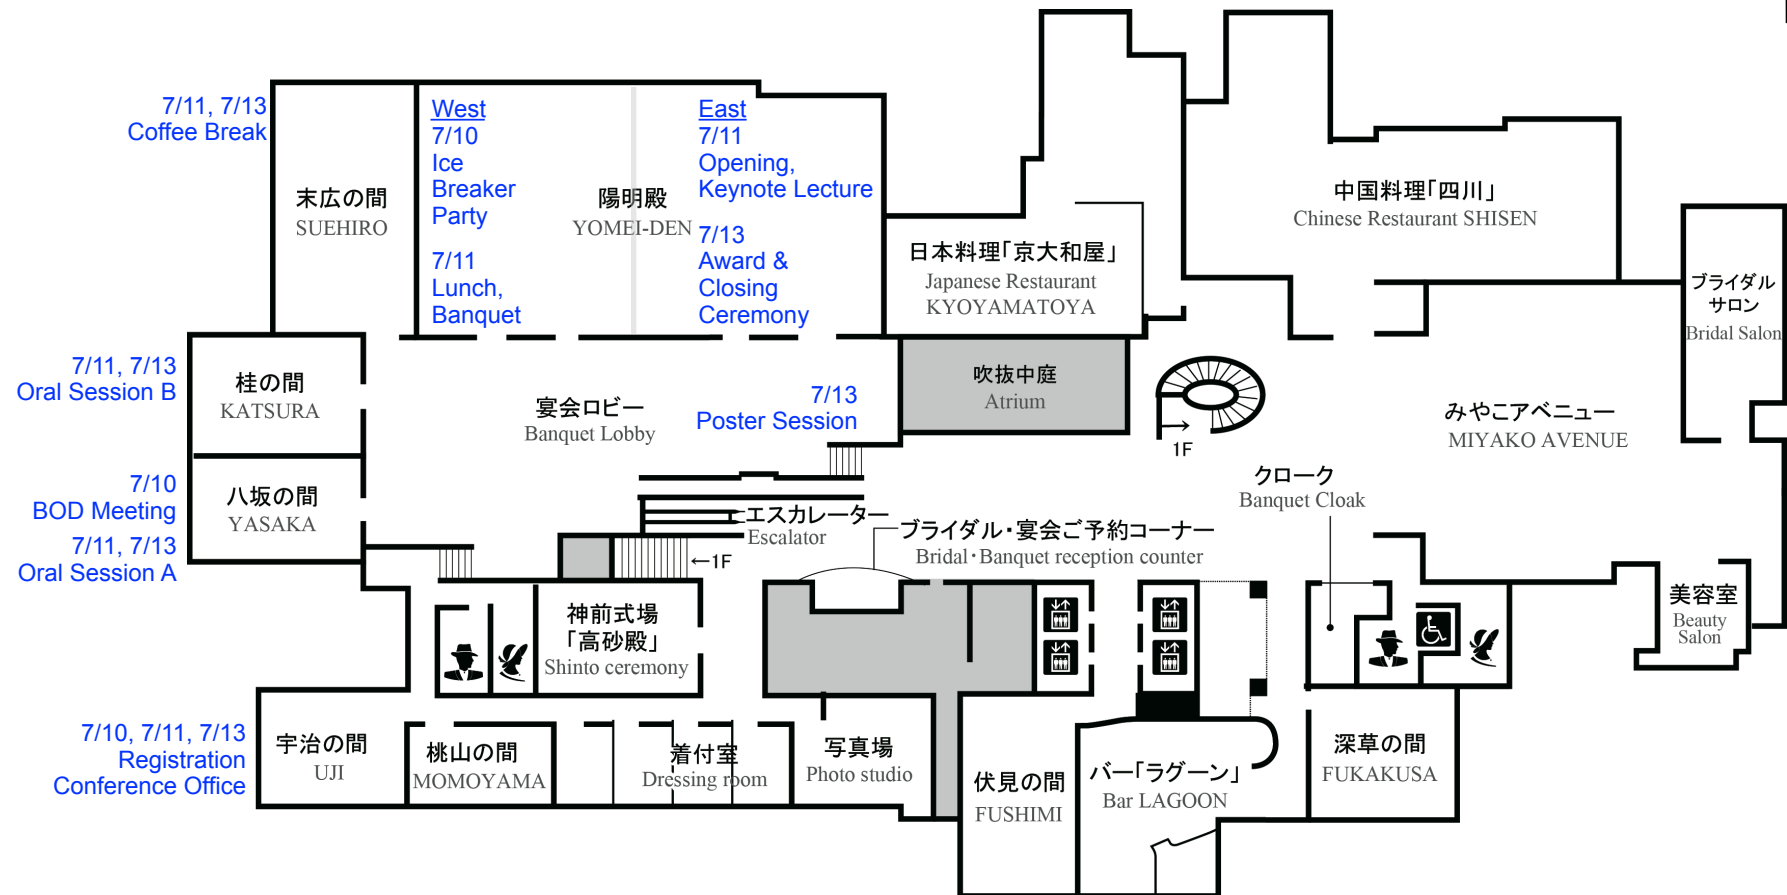 7/11, 7/13
Coffee Break
末広の間
SUEHIRO
West
7/10
Ice
Breaker
Party
7/11
Lunch,
Banquet
陽明殿
YOMEI-DEN
East
7/11
Opening,
Keynote Lecture
7/13
Award &
Closing
Ceremony
日本料理「京大和屋」
Japanese Restaurant
KYOYAMATOYA
中国料理「四川」
Chinese Restaurant SHISEN
ブライダル
サロン
Bridal Salon
7/11, 7/13
Oral Session B
桂の間
KATSURA
宴会ロビー
Banquet Lobby
7/13
Poster Session
吹抜中庭
Atrium
1F
みやこアベニュー
MIYAKO AVENUE
7/10
BOD Meeting
7/11, 7/13
Oral Session A
八坂の間
YASAKA
エスカレーター
Escalator
←1F
ブライダル・宴会ご予約コーナー
Bridal・Banquet reception counter
クローク
Banquet Cloak
神前式場
「高砂殿」
Shinto ceremony
美容室
Beauty
Salon
7/10, 7/11, 7/13
Registration
Conference Office
宇治の間
UJI
桃山の間
MOMOYAMA
着付室
Dressing room
写真場
Photo studio
伏見の間
FUSHIMI
バー「ラグーン」
Bar LAGOON
深草の間
FUKAKUSA